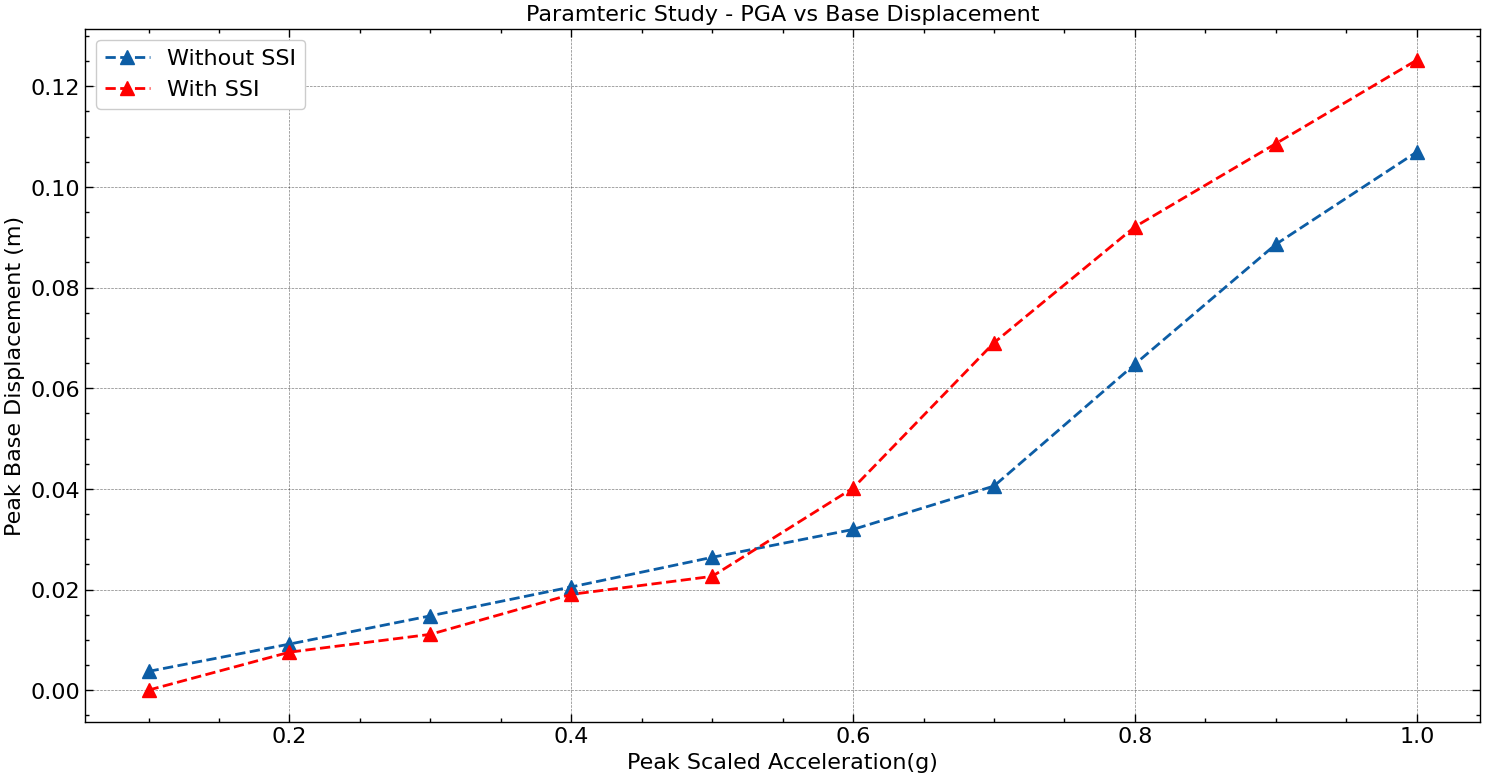 Paramteric Study - PGA vs Base Displacement
Without SSI
With SSI
Peak Base Displacement (m)
0.12
0.10
0.08
0.06
0.04
0.02
0.00
0.2
0.4
0.6
0.8
1.0
Peak Scaled Acceleration(g)